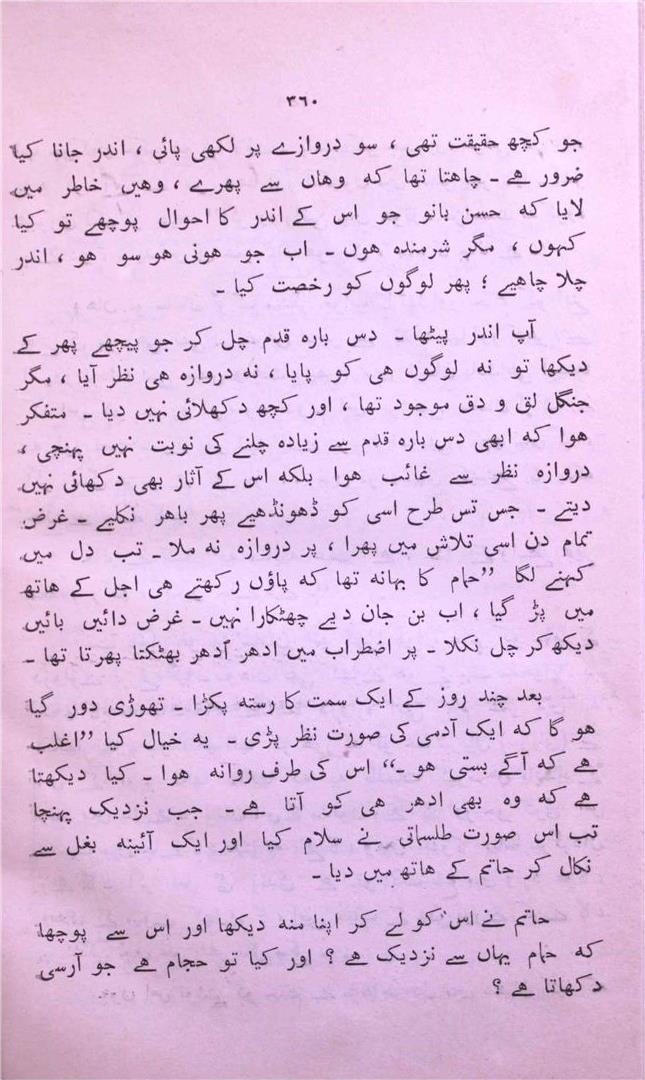 ۳۶۰
جو کچھ حقیقت تھی ، سو دروازے پر لکھی پائی ، اندر جانا کیا
ضرور ہے ۔ چاہتا تھا کہ وہاں سے پھرے ، وہیں خاطر میں
لایا کہ حسن بانو جو اس کے اندر کا احوال پوچھے تو کیا
کہوں ، مگر شرمندہ ہوں ۔ اب جو ہونی ہو سو ہو ، اندر
چلا چاہیے ؛ پھر لوگوں کو رخصت کیا ۔
آپ اندر پیٹھا ۔ دس بارہ قدم چل کر جو پیچھے پھر کے
دیکھا تو نہ لوگوں ہی کو پایا ، نہ دروازہ ہی نظر آیا ، مگر
جنگل لق و دق موجود تھا ، اور کچھ دکھلائی نہیں دیا ۔ متفکر
ہوا کہ ابھی دس بارہ قدم سے زیادہ چلنے کی نوبت نہیں پہنچی ،
دروازہ نظر سے غائب ہوا بلکہ اس کے آثار بھی دکھائی نہیں
دیتے ۔ جس تس طرح اسی کو ڈھونڈھیے پھر باہر نکلیے ۔ غرض
تمام دن اسی تلاش میں پھرا ، پر دروازہ نہ ملا ۔ تب دل میں
کہنے لگا ”حمام کا بہانہ تھا کہ پاؤں رکھتے ہی اجل کے ہاتھ
میں پڑ گیا ، اب بن جان دیے چھٹکارا نہیں ۔ غرض دائیں بائیں
دیکھ کر چل نکلا ۔ پر اضطراب میں ادھر اُدھر بھٹکتا پھرتا تھا ۔
بعد چند روز کے ایک سمت کا رستہ پکڑا ۔ تھوڑی دور گیا
ہو گا کہ ایک آدمی کی صورت نظر پڑی ۔ یہ خیال کیا ”اغلب
ہے کہ آگے بستی ہو ۔“ اس کی طرف روانہ ہوا ۔ کیا دیکھتا
ہے کہ وہ بھی ادھر ہی کو آتا ہے ۔ جب نزدیک پہنچا
تب اس صورت طلسماتی نے سلام کیا اور ایک آئینہ بغل سے
نکال کر حاتم کے ہاتھ میں دیا ۔
حاتم نے اس کو لے کر اپنا منہ دیکھا اور اس سے پوچھا
کہ حمام یہاں سے نزدیک ہے ؟ اور کیا تو حجام ہے جو آرسی
دکھاتا ہے ؟